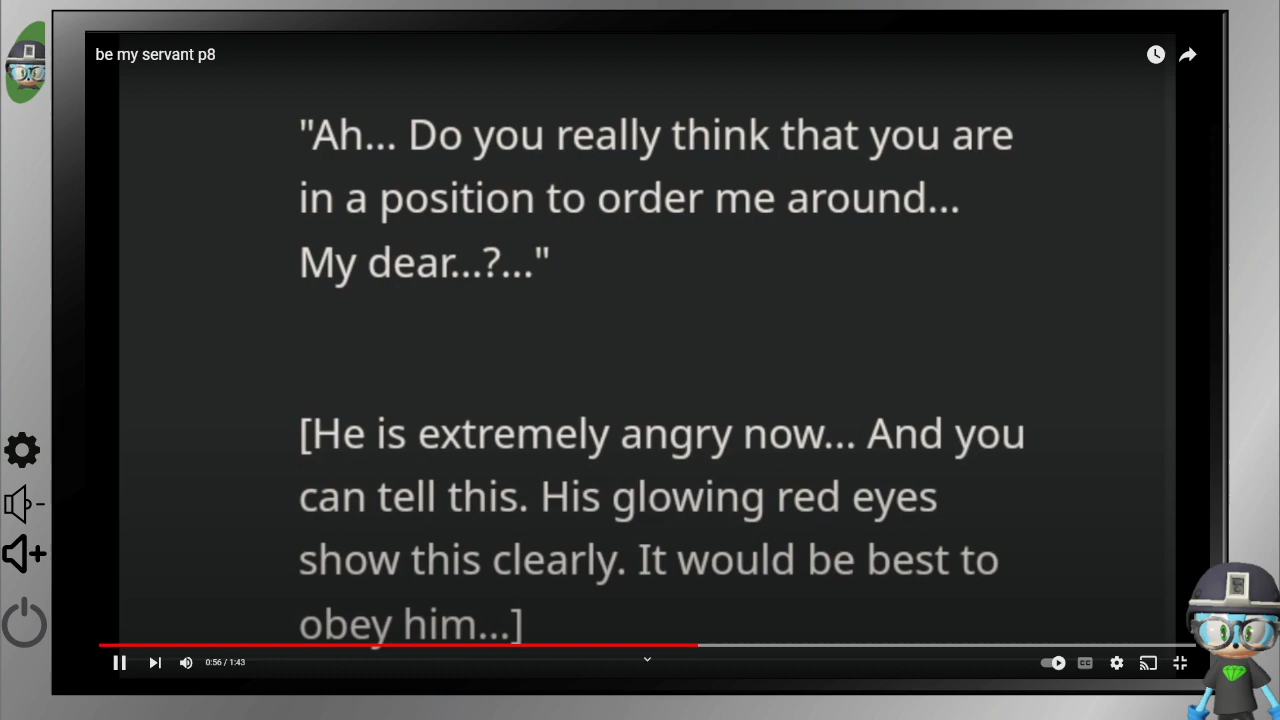 be my servant p8
"Ah... Do you really think that you are
in a position to order me around...
My dear...?..."
[He is extremely angry now... And you
can tell this. His glowing red eyes
show this clearly. It would be best to
obey him...]
0:56 / 1:43
CC